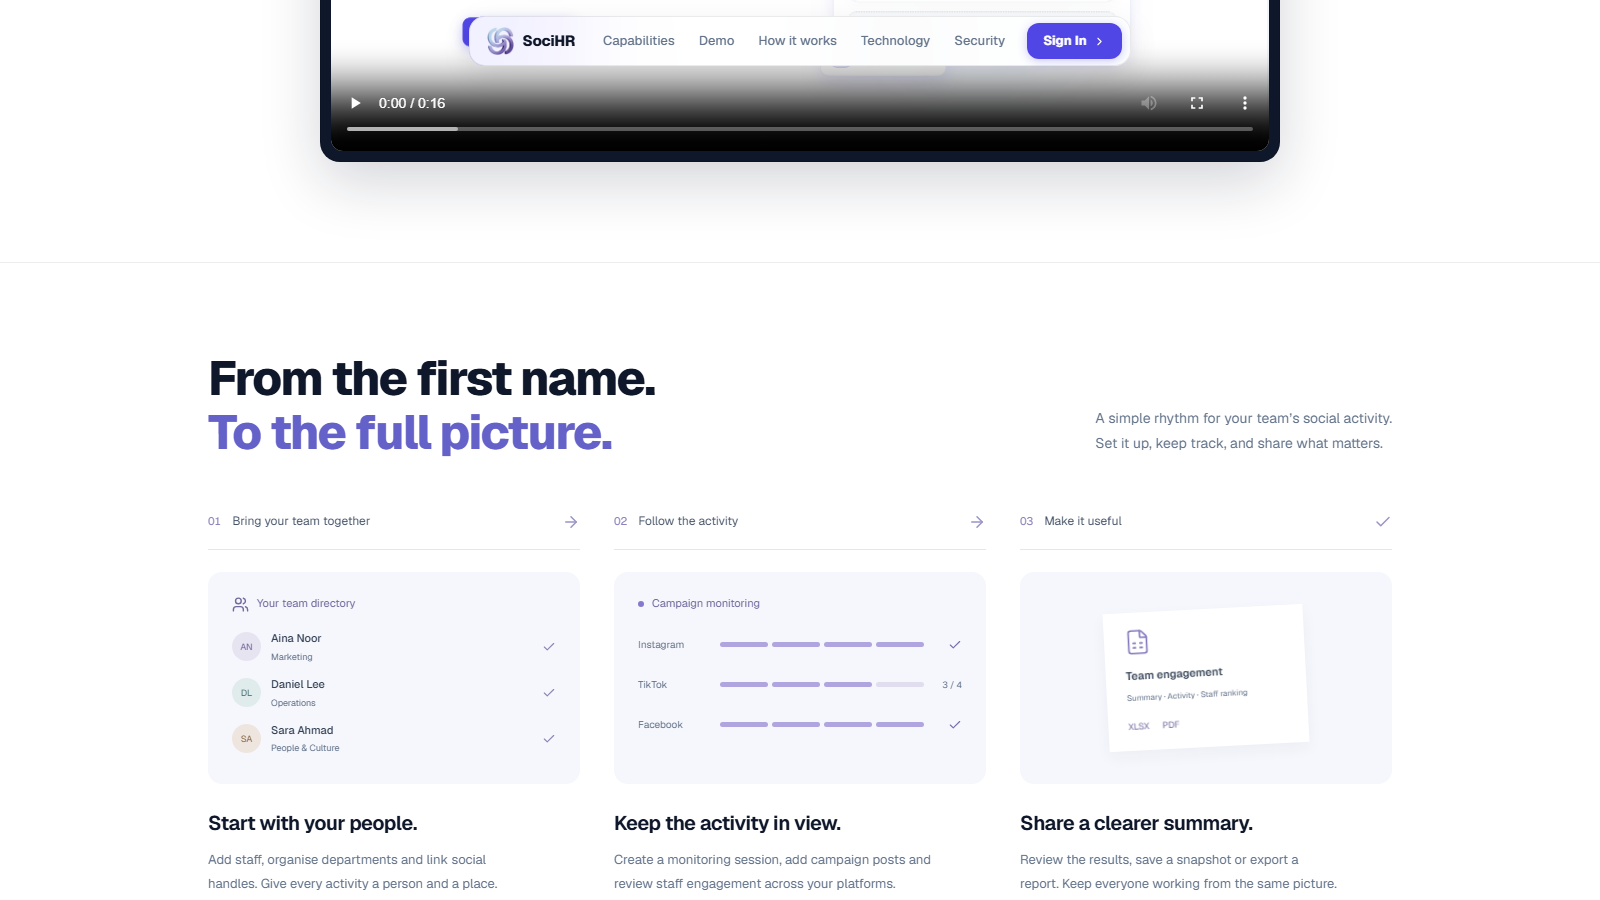 SociHR
Capabilities
Demo
How it works
Technology
Security
Sign In
0:00 / 0:16
From the first name.
To the full picture.
A simple rhythm for your team’s social activity.
Set it up, keep track, and share what matters.
01 Bring your team together
Your team directory
AN
Aina Noor
Marketing
DL
Daniel Lee
Operations
SA
Sara Ahmad
People & Culture
Start with your people.
Add staff, organise departments and link social
handles. Give every activity a person and a place.
02 Follow the activity
Campaign monitoring
Instagram
TikTok 3 / 4
Facebook
Keep the activity in view.
Create a monitoring session, add campaign posts and
review staff engagement across your platforms.
03 Make it useful
Team engagement
Summary · Activity · Staff ranking
XLSX PDF
Share a clearer summary.
Review the results, save a snapshot or export a
report. Keep everyone working from the same picture.